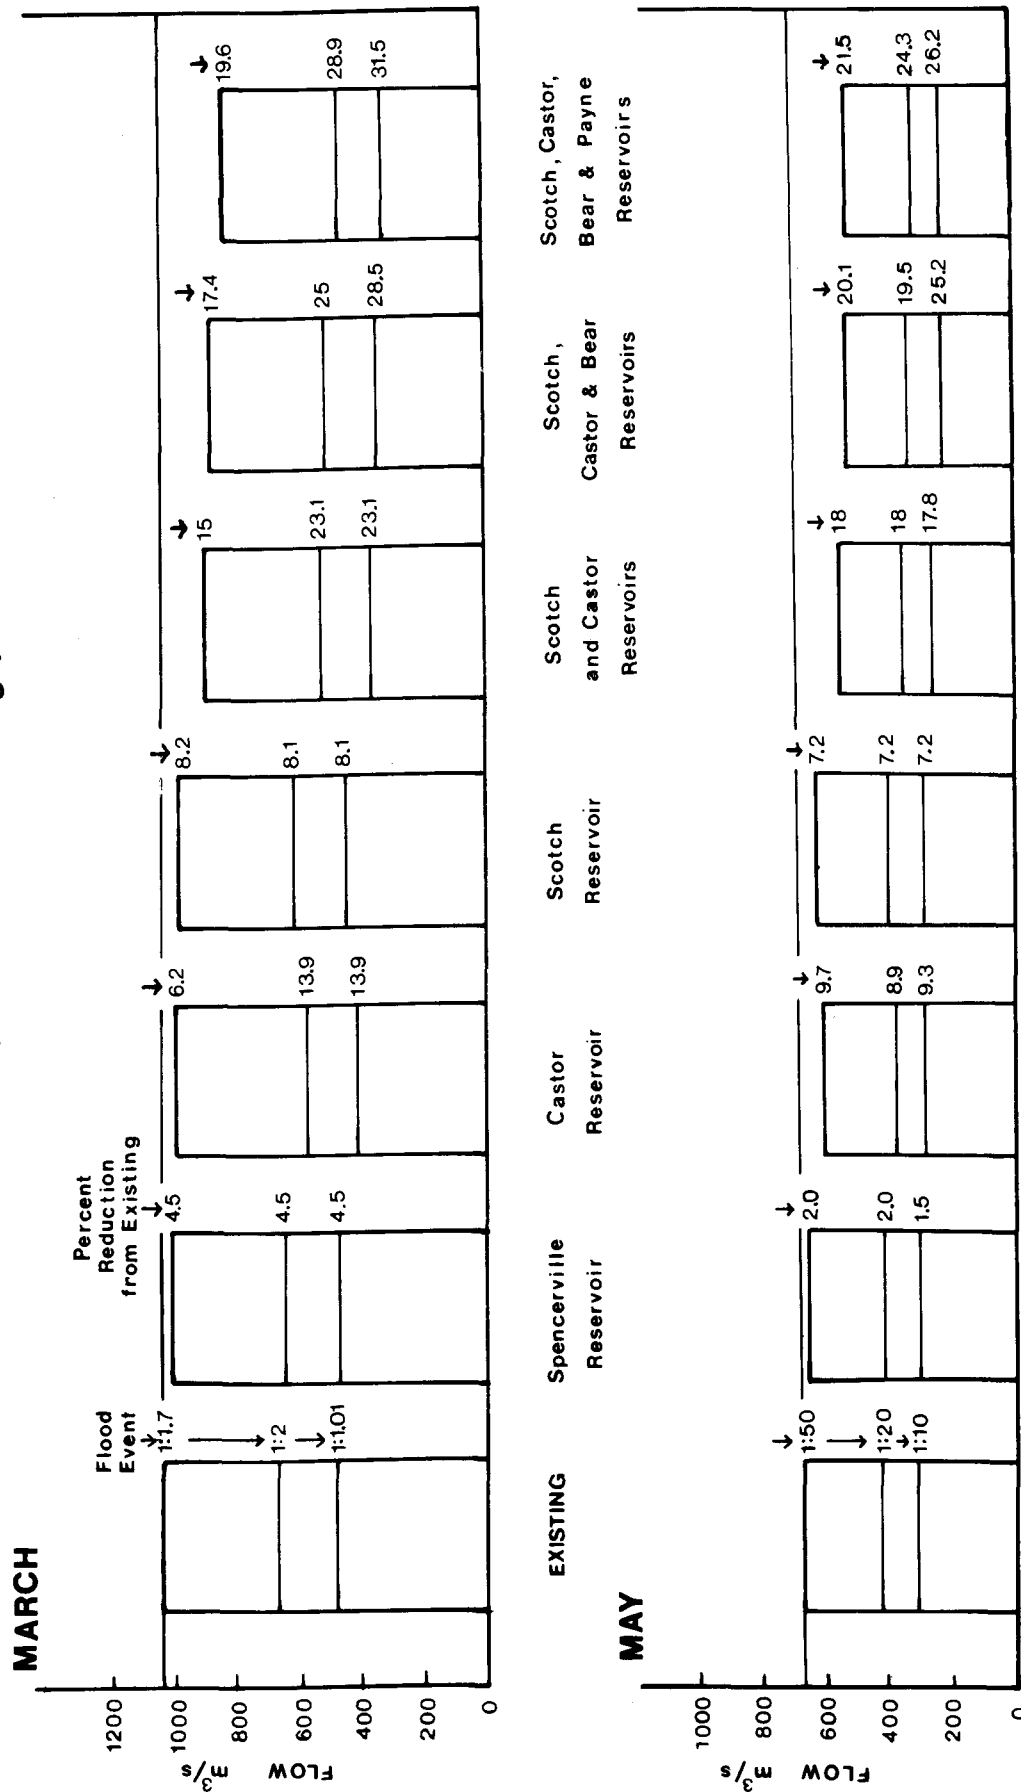 MARCH
FLOW
m³/s
1200
1000
800
600
400
200
0
Flood
Event
1:1.7
1:2
1:1.01
Percent
Reduction
from Existing
4.5
4.5
4.5
6.2
13.9
13.9
8.2
8.1
8.1
15
23.1
23.1
17.4
25
28.5
19.6
28.9
31.5
EXISTING
Spencerville
Reservoir
Castor
Reservoir
Scotch
Reservoir
Scotch
and Castor
Reservoirs
Scotch,
Castor & Bear
Reservoirs
Scotch, Castor,
Bear & Payne
Reservoirs
MAY
FLOW
m³/s
1000
800
600
400
200
0
1:50
1:20
1:10
2.0
2.0
1.5
9.7
8.9
9.3
7.2
7.2
7.2
18
18
17.8
20.1
19.5
25.2
21.5
24.3
26.2